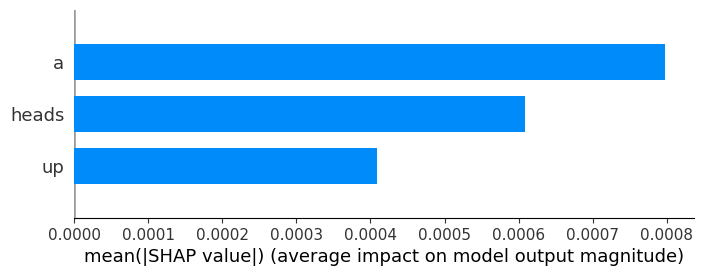 a
heads
up
0.0000 0.0001 0.0002 0.0003 0.0004 0.0005 0.0006 0.0007 0.0008
mean(|SHAP value|) (average impact on model output magnitude)